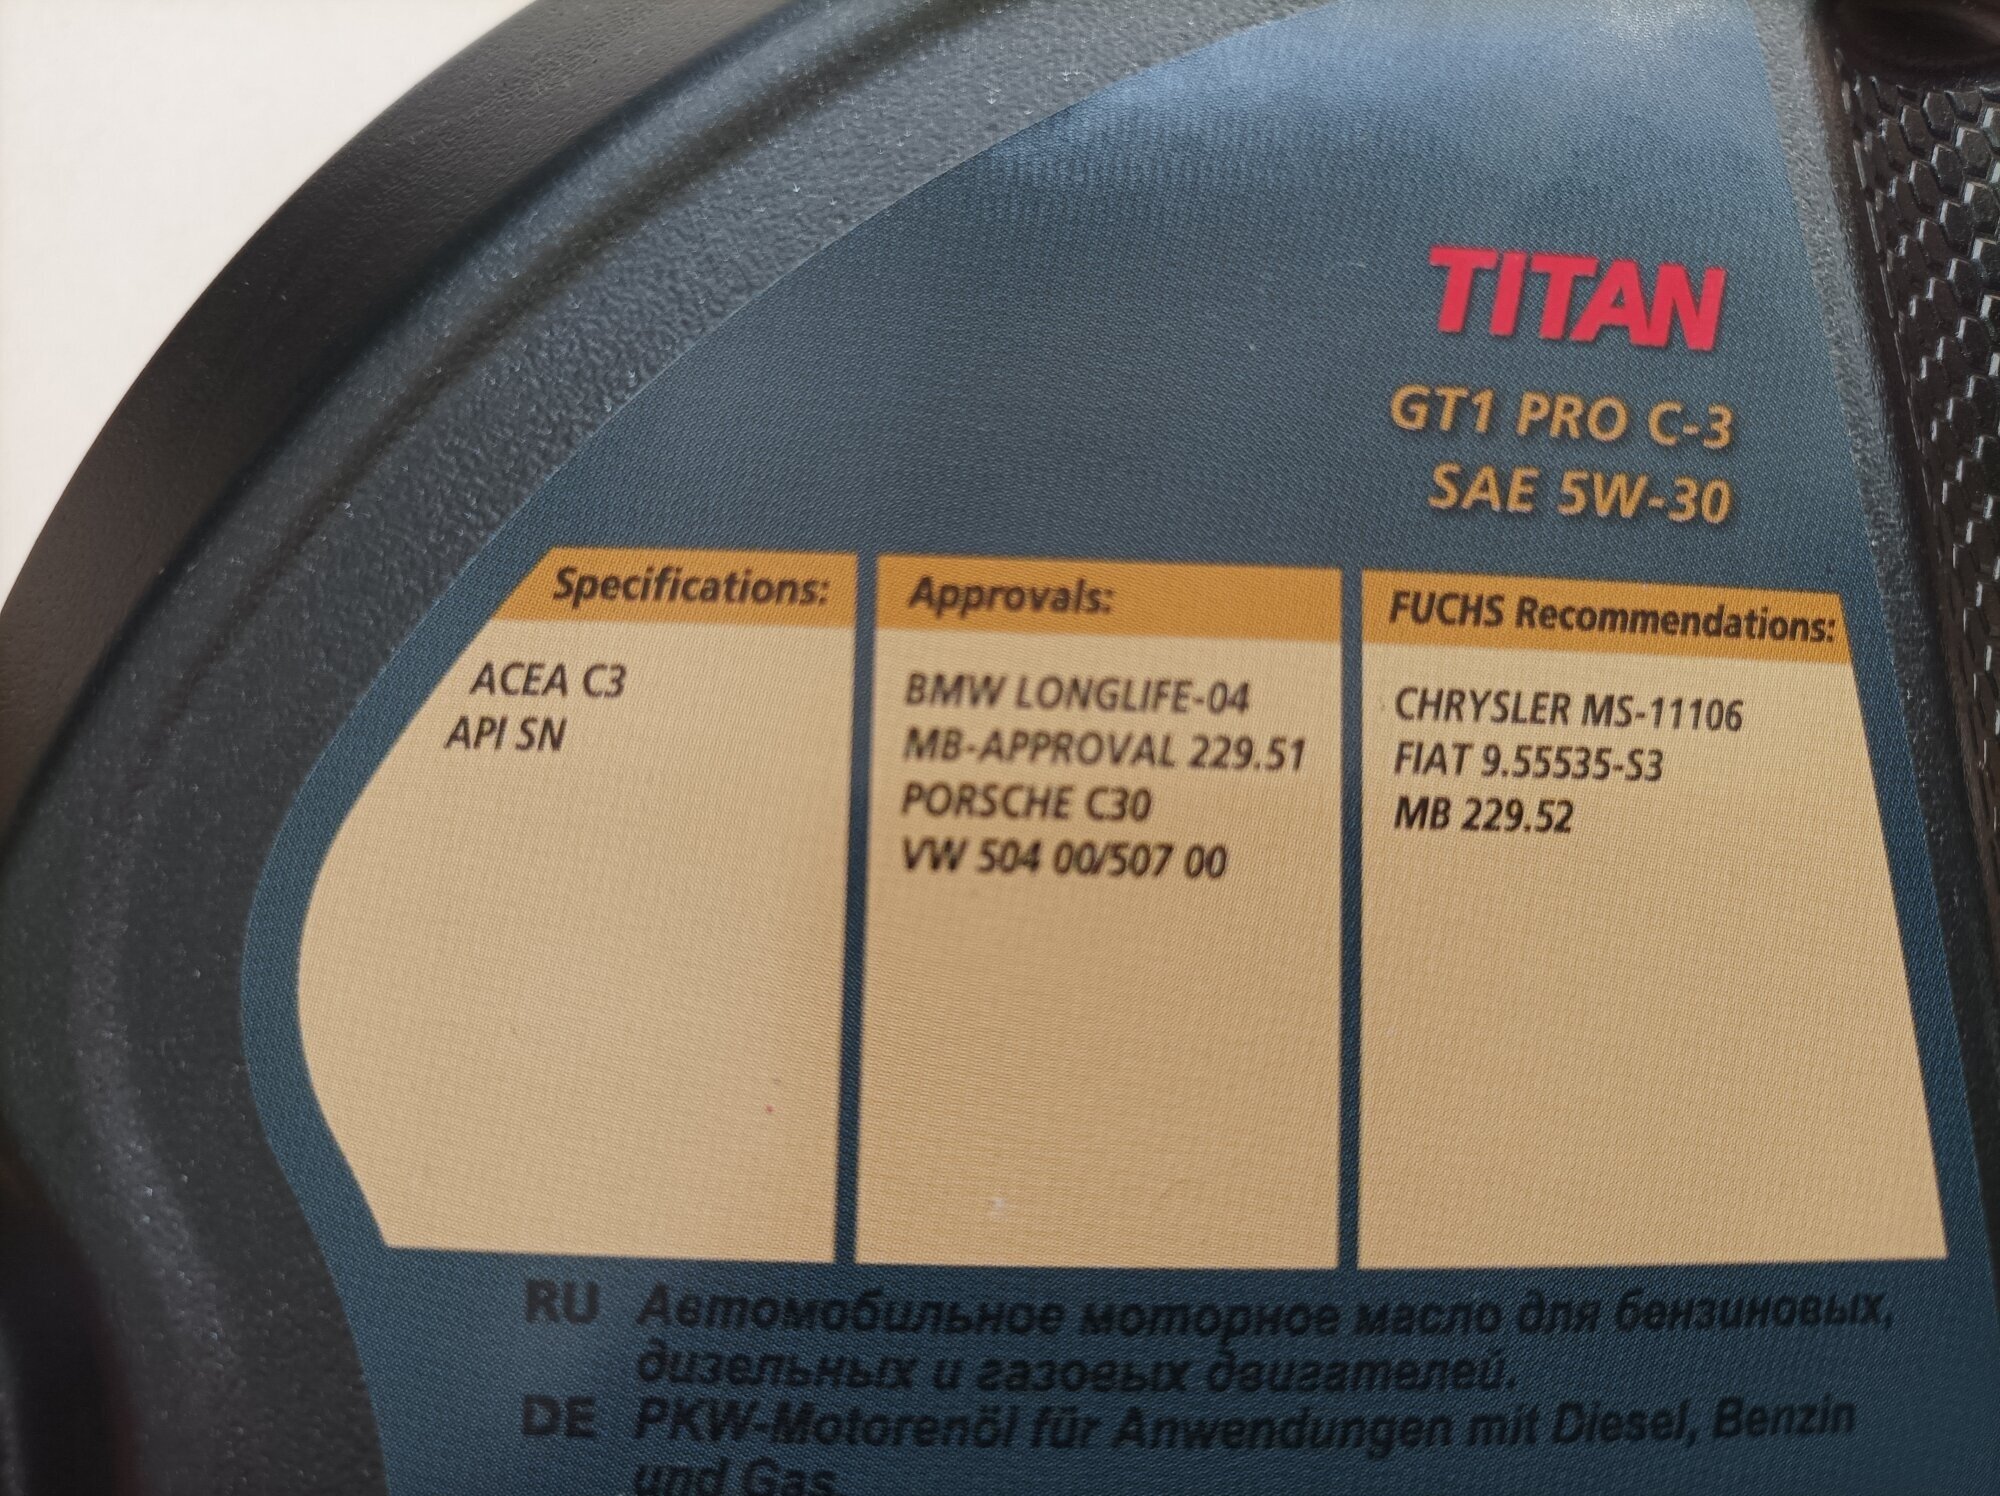 TITAN
GT1 PRO C-3
SAE 5W-30
Specifications:
ACEA C3
API SN
Approvals:
BMW LONGLIFE-04
MB-APPROVAL 229.51
PORSCHE C30
VW 504 00/507 00
FUCHS Recommendations:
CHRYSLER MS-11106
FIAT 9.55535-S3
MB 229.52
RU Автомобильное моторное масло для бензиновых,
дизельных и газовых двигателей.
DE PKW-Motorenöl für Anwendungen mit Diesel, Benzin
und Gas